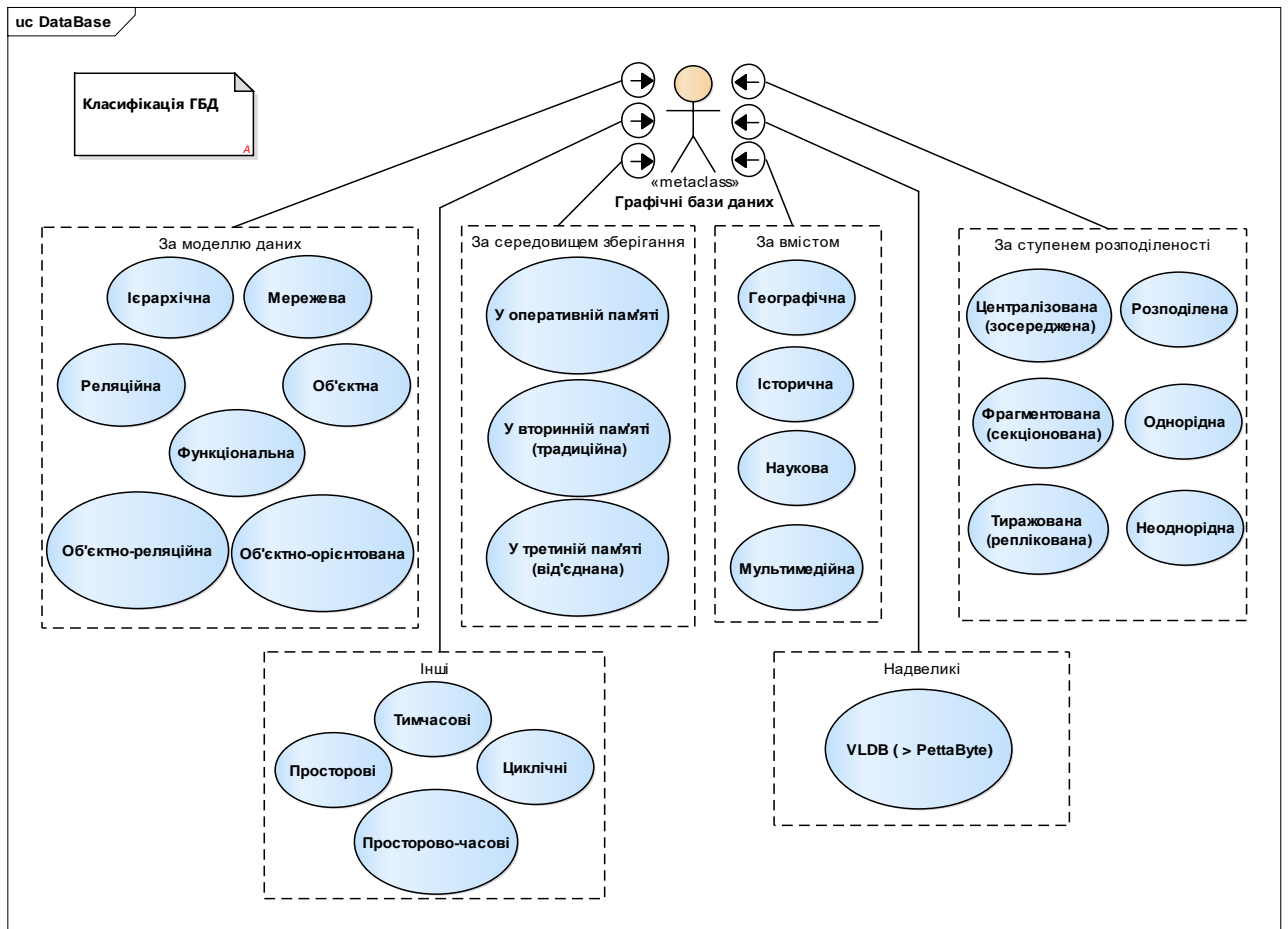 uc DataBase
Класифікація ГБД
A
«metaclass»
Графічні бази даних
За моделлю даних
Ієрархічна
Мережева
Реляційна
Об'єктна
Функціональна
Об'єктно-реляційна
Об'єктно-орієнтована
За середовищем зберігання
У оперативній пам'яті
У вторинній пам'яті
(традиційна)
У третиній пам'яті
(від'єднана)
За вмістом
Географічна
Історична
Наукова
Мультимедійна
За ступенем розподіленості
Централізована
(зосереджена)
Розподілена
Фрагментована
(секціонована)
Однорідна
Тиражована
(реплікована)
Неоднорідна
Інші
Тимчасові
Просторові
Циклічні
Просторово-часові
Надвеликі
VLDB ( > PettaByte)